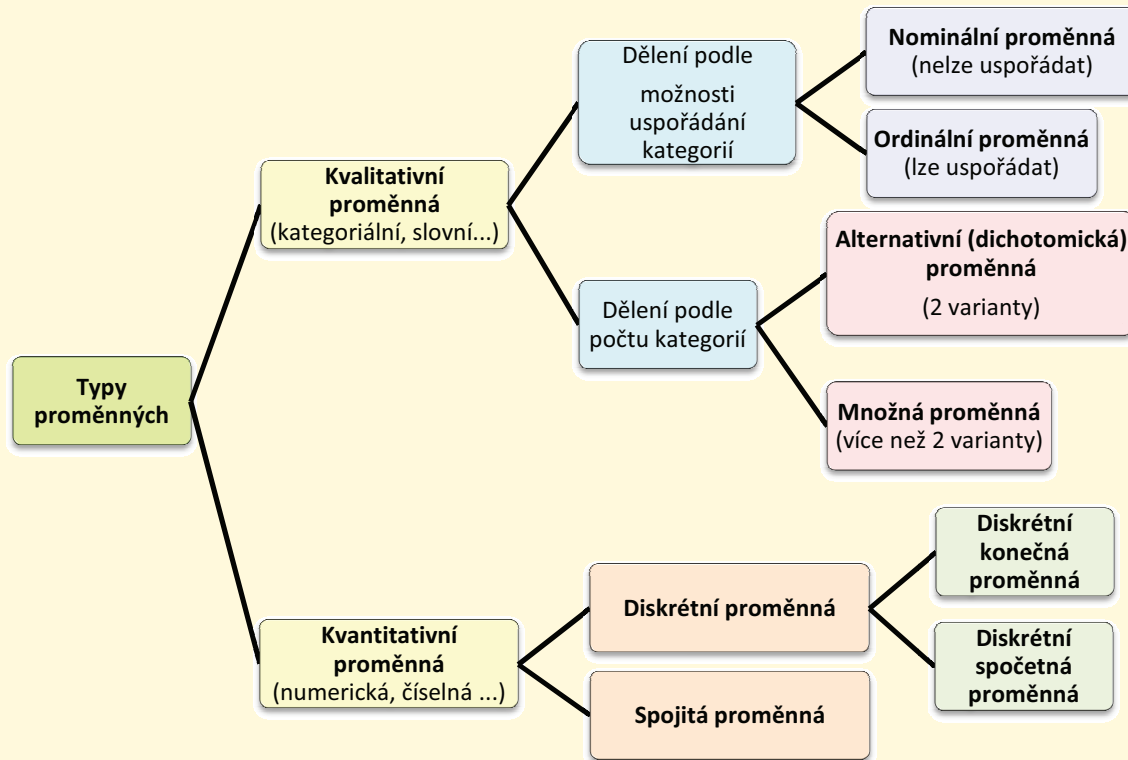 Typy
proměnných
Kvalitativní
proměnná
(kategoriální, slovní...)
Dělení podle
možnosti
uspořádání
kategorií
Nominální proměnná
(nelze uspořádat)
Ordinální proměnná
(lze uspořádat)
Dělení podle
počtu kategorií
Alternativní (dichotomická)
proměnná
(2 varianty)
Množná proměnná
(více než 2 varianty)
Kvantitativní
proměnná
(numerická, číselná ...)
Diskrétní proměnná
Diskrétní
konečná
proměnná
Diskrétní
spočetná
proměnná
Spojitá proměnná